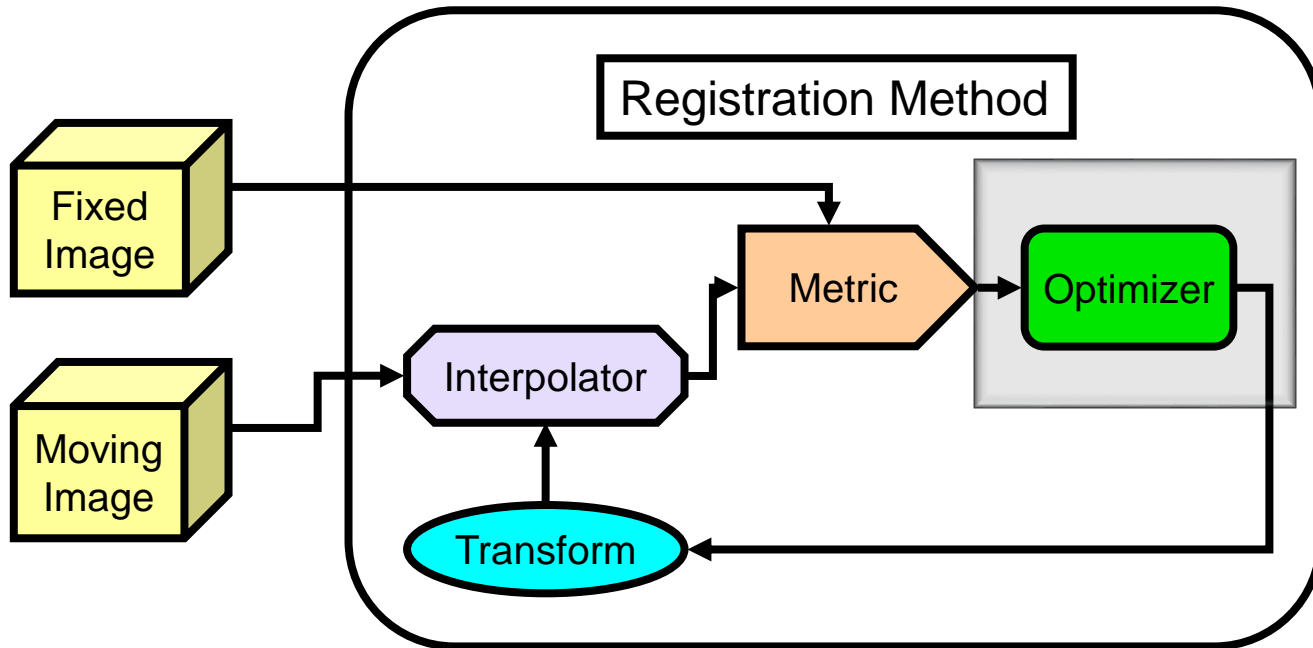 Registration Method
Fixed
Image
Metric
Optimizer
Interpolator
Moving
Image
Transform